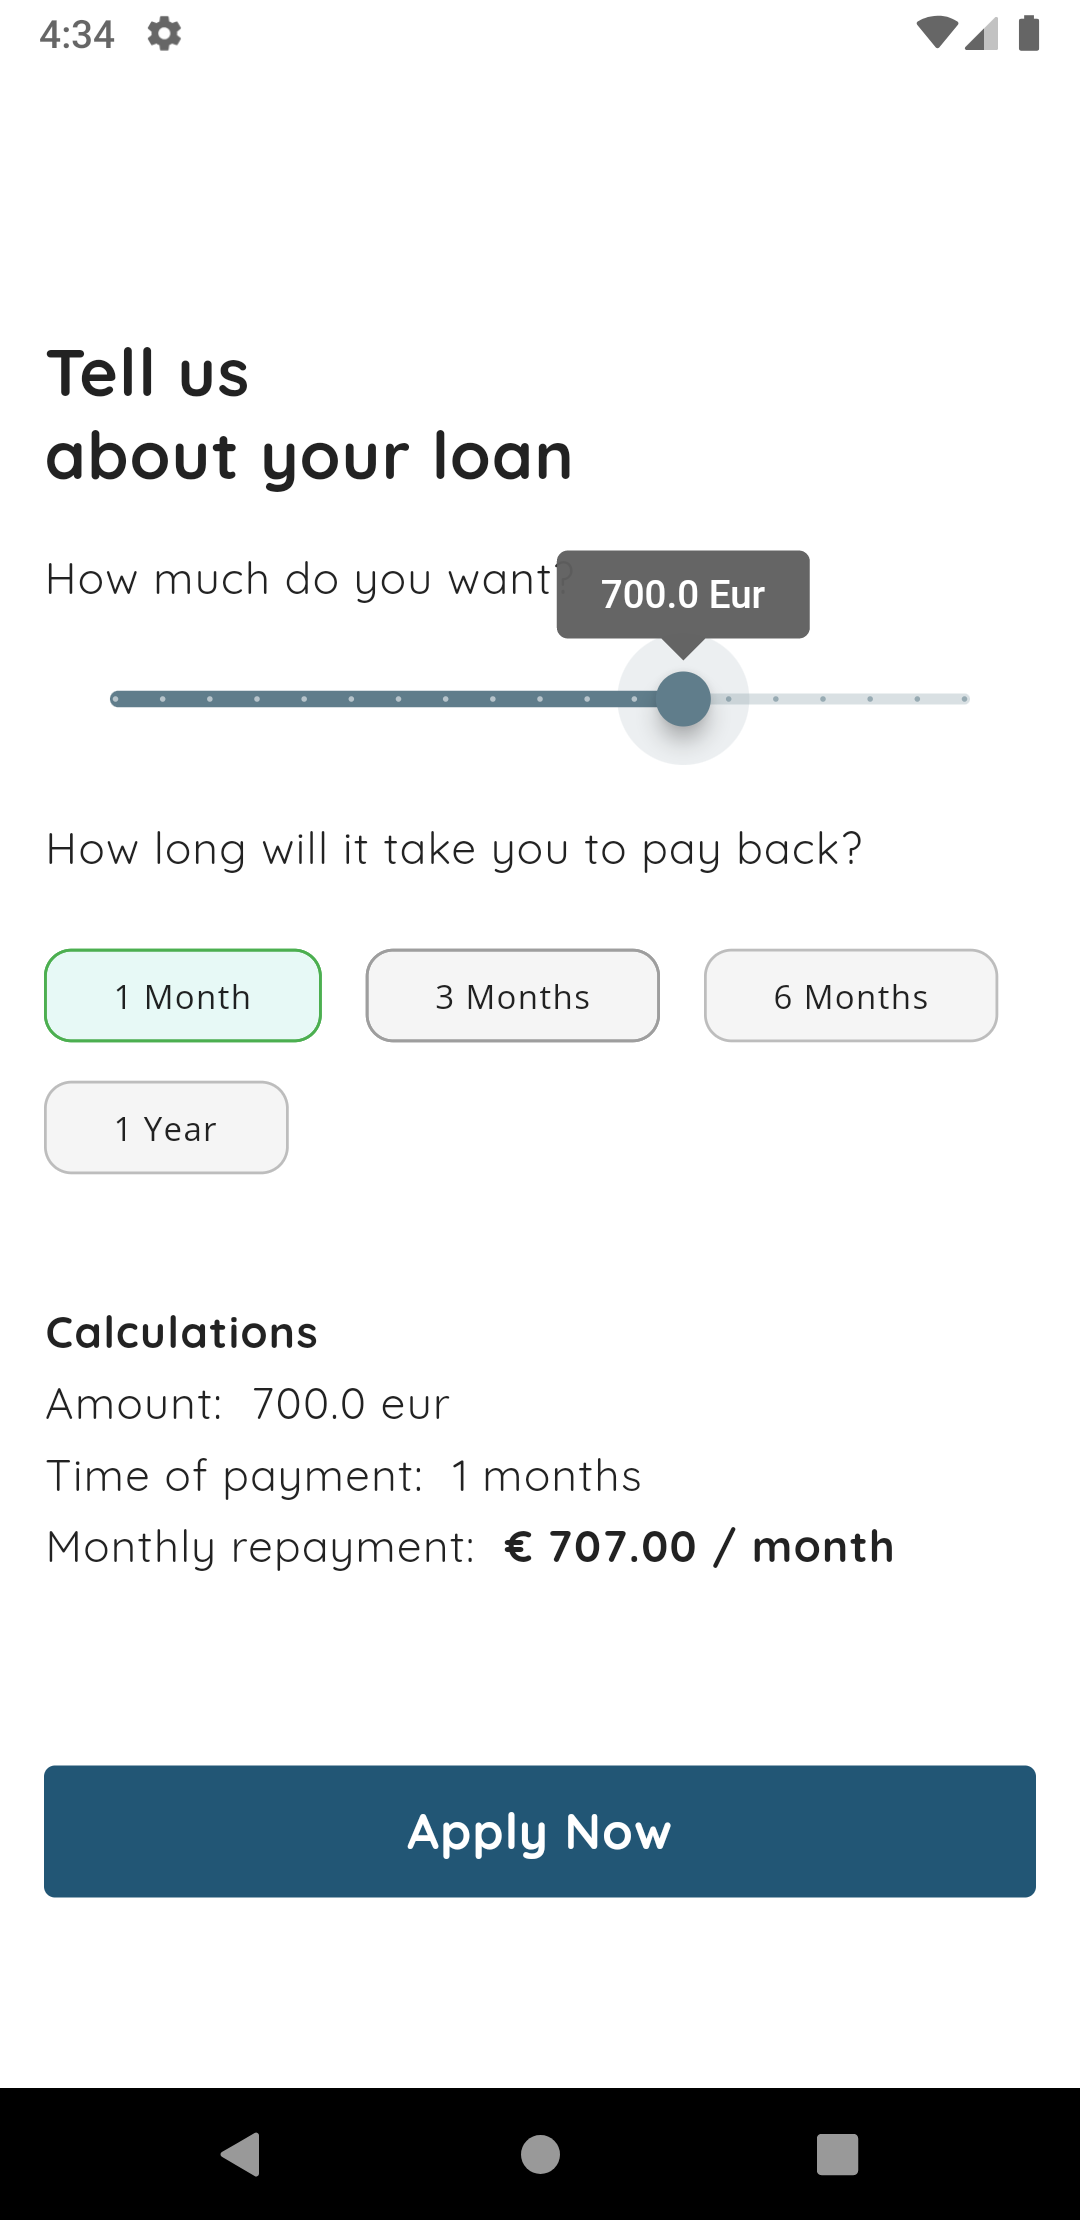 4:34
Tell us
about your loan
How much do you want?
700.0 Eur
How long will it take you to pay back?
1 Month
3 Months
6 Months
1 Year
Calculations
Amount: 700.0 eur
Time of payment: 1 months
Monthly repayment: € 707.00 / month
Apply Now